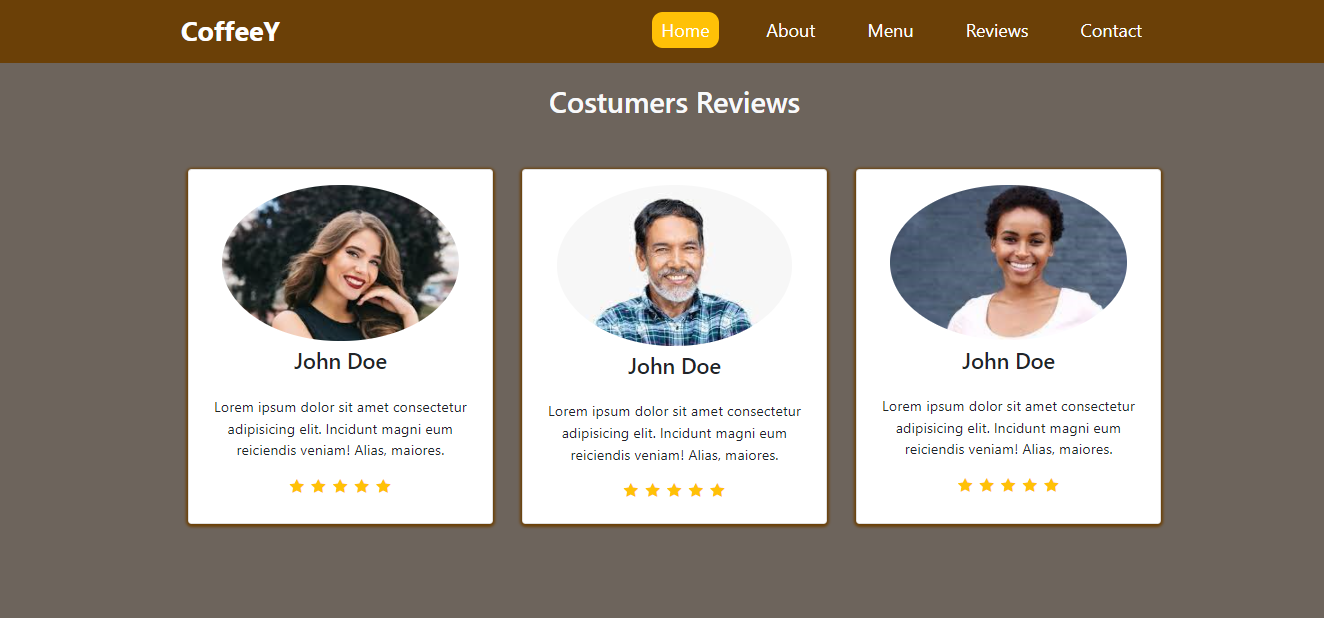 CoffeeY
Home
About
Menu
Reviews
Contact
Costumers Reviews
John Doe
Lorem ipsum dolor sit amet consectetur
adipisicing elit. Incidunt magni eum
reiciendis veniam! Alias, maiores.
John Doe
Lorem ipsum dolor sit amet consectetur
adipisicing elit. Incidunt magni eum
reiciendis veniam! Alias, maiores.
John Doe
Lorem ipsum dolor sit amet consectetur
adipisicing elit. Incidunt magni eum
reiciendis veniam! Alias, maiores.